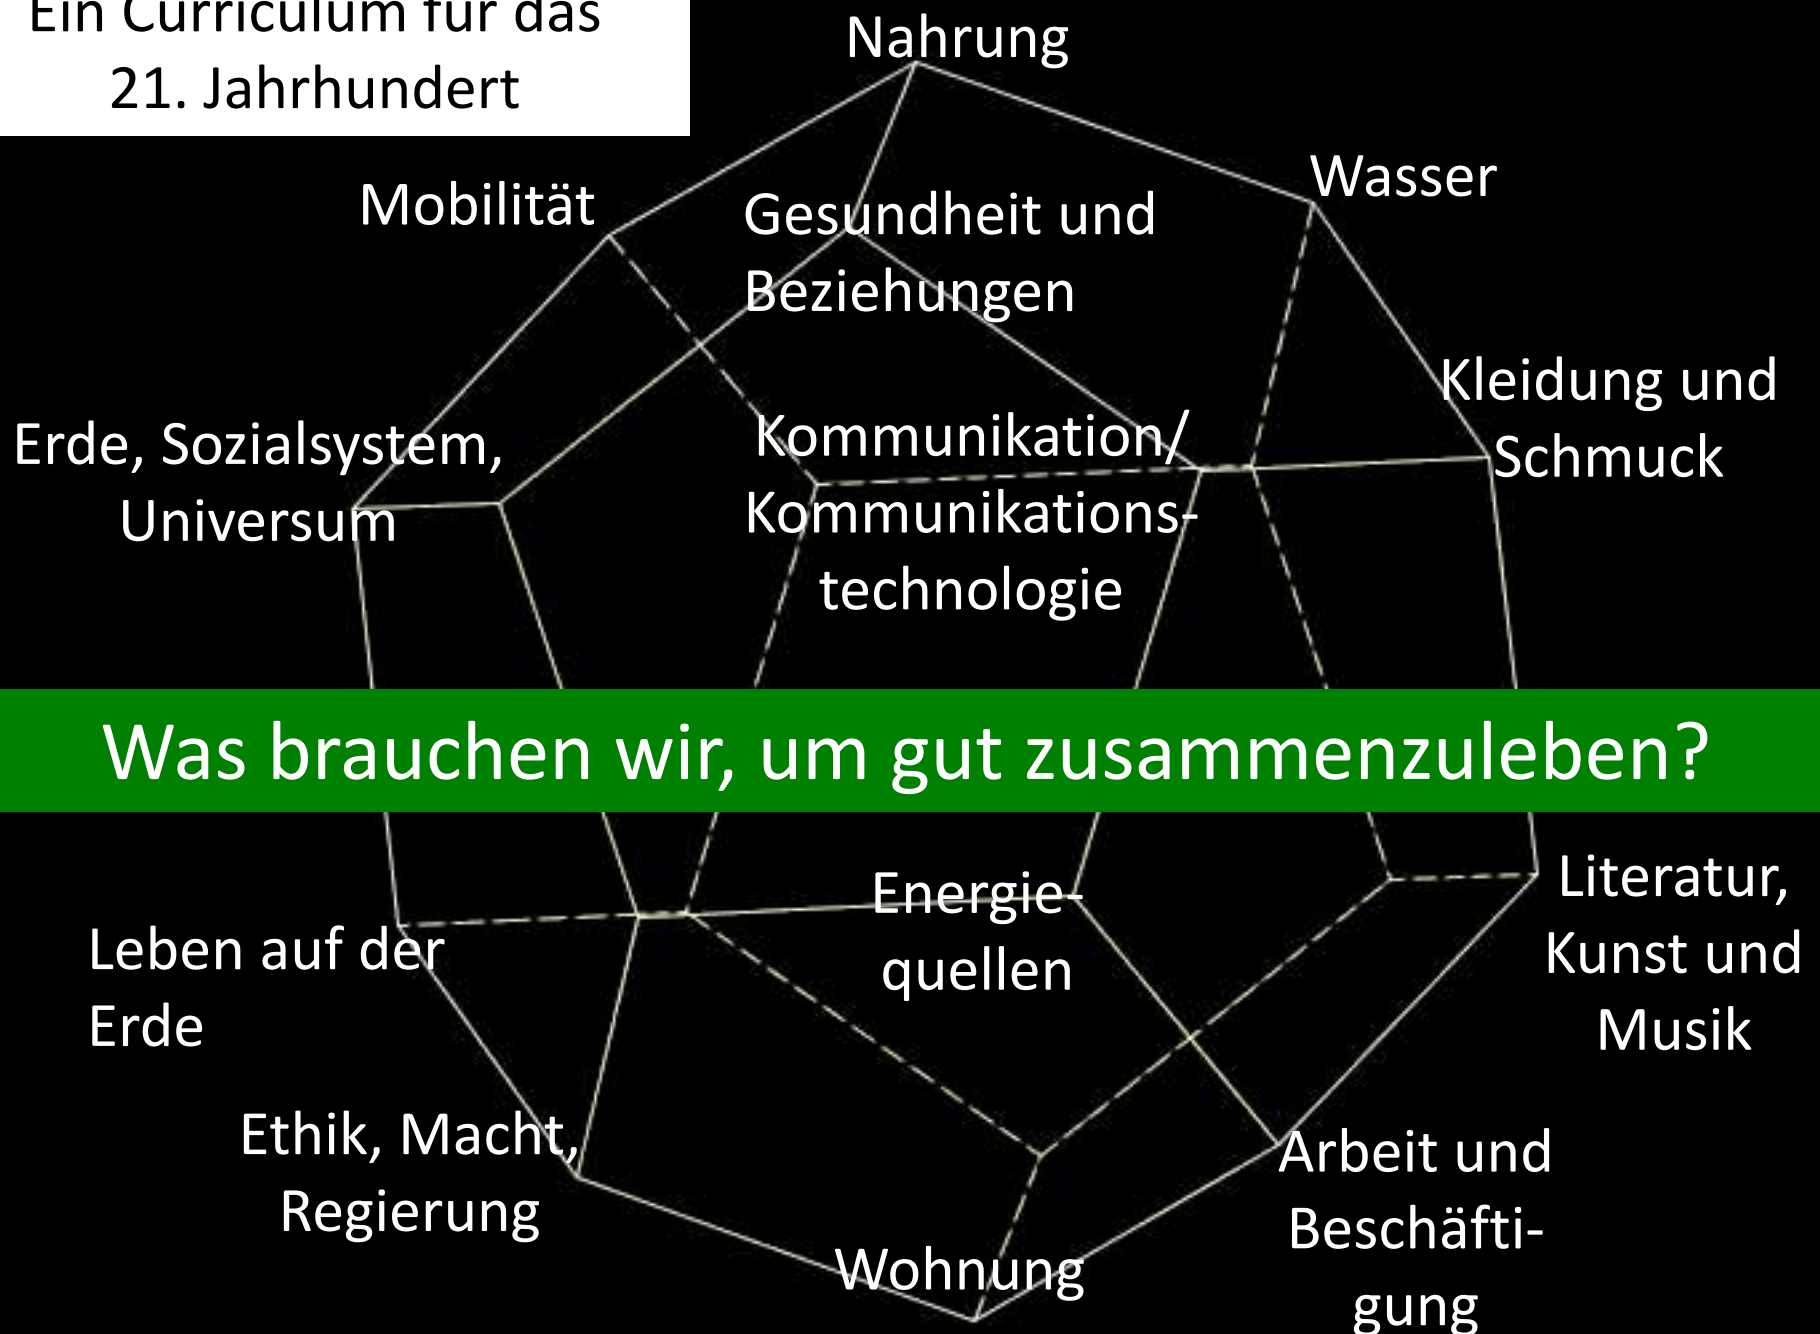 Ein Curriculum für das
21. Jahrhundert
Nahrung
Wasser
Mobilität
Gesundheit und
Beziehungen
Kleidung und
Schmuck
Erde, Sozialsystem,
Universum
Kommunikation/
Kommunikations-
technologie
Was brauchen wir, um gut zusammenzuleben?
Energie-
quellen
Literatur,
Kunst und
Musik
Leben auf der
Erde
Ethik, Macht,
Regierung
Arbeit und
Beschäfti-
gung
Wohnung